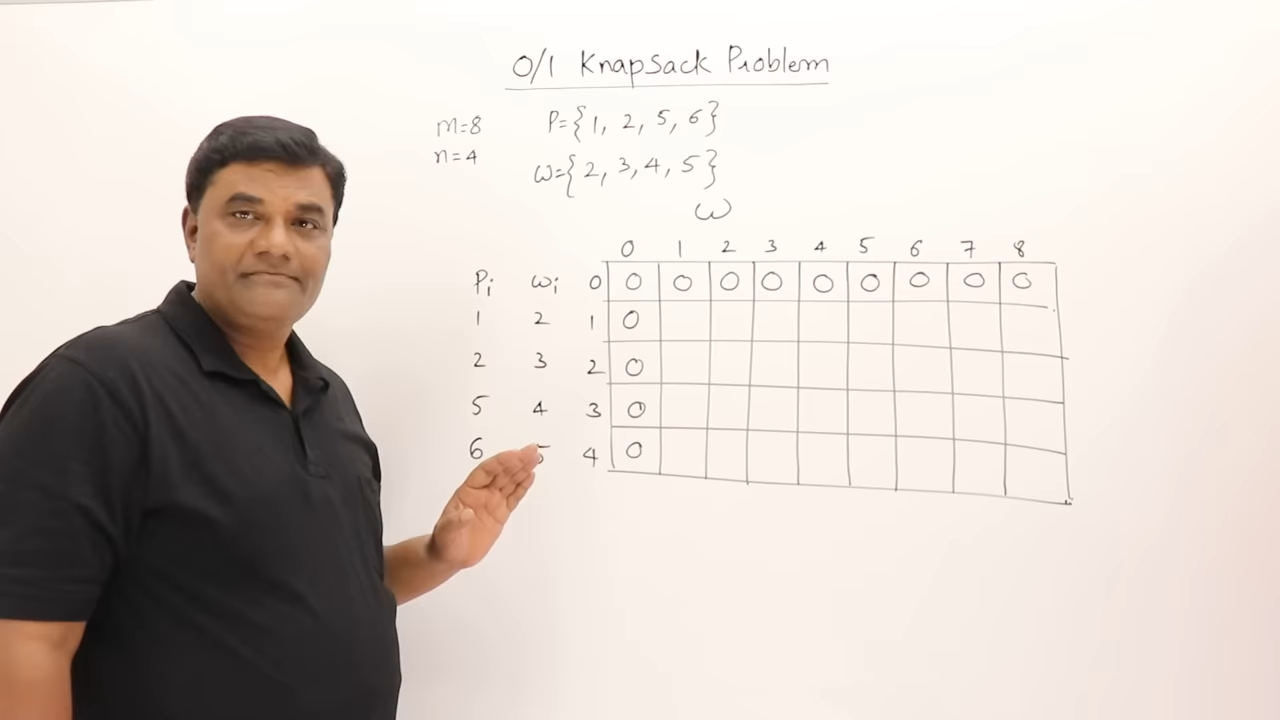 0/1 Knapsack Problem
m=8 P={1, 2, 5, 6}
n=4 w={2, 3, 4, 5}
w
0 1 2 3 4 5 6 7 8
Pi wi 0 0 0 0 0 0 0 0 0 0
1 2 1 0
2 3 2 0
5 4 3 0
6 5 4 0